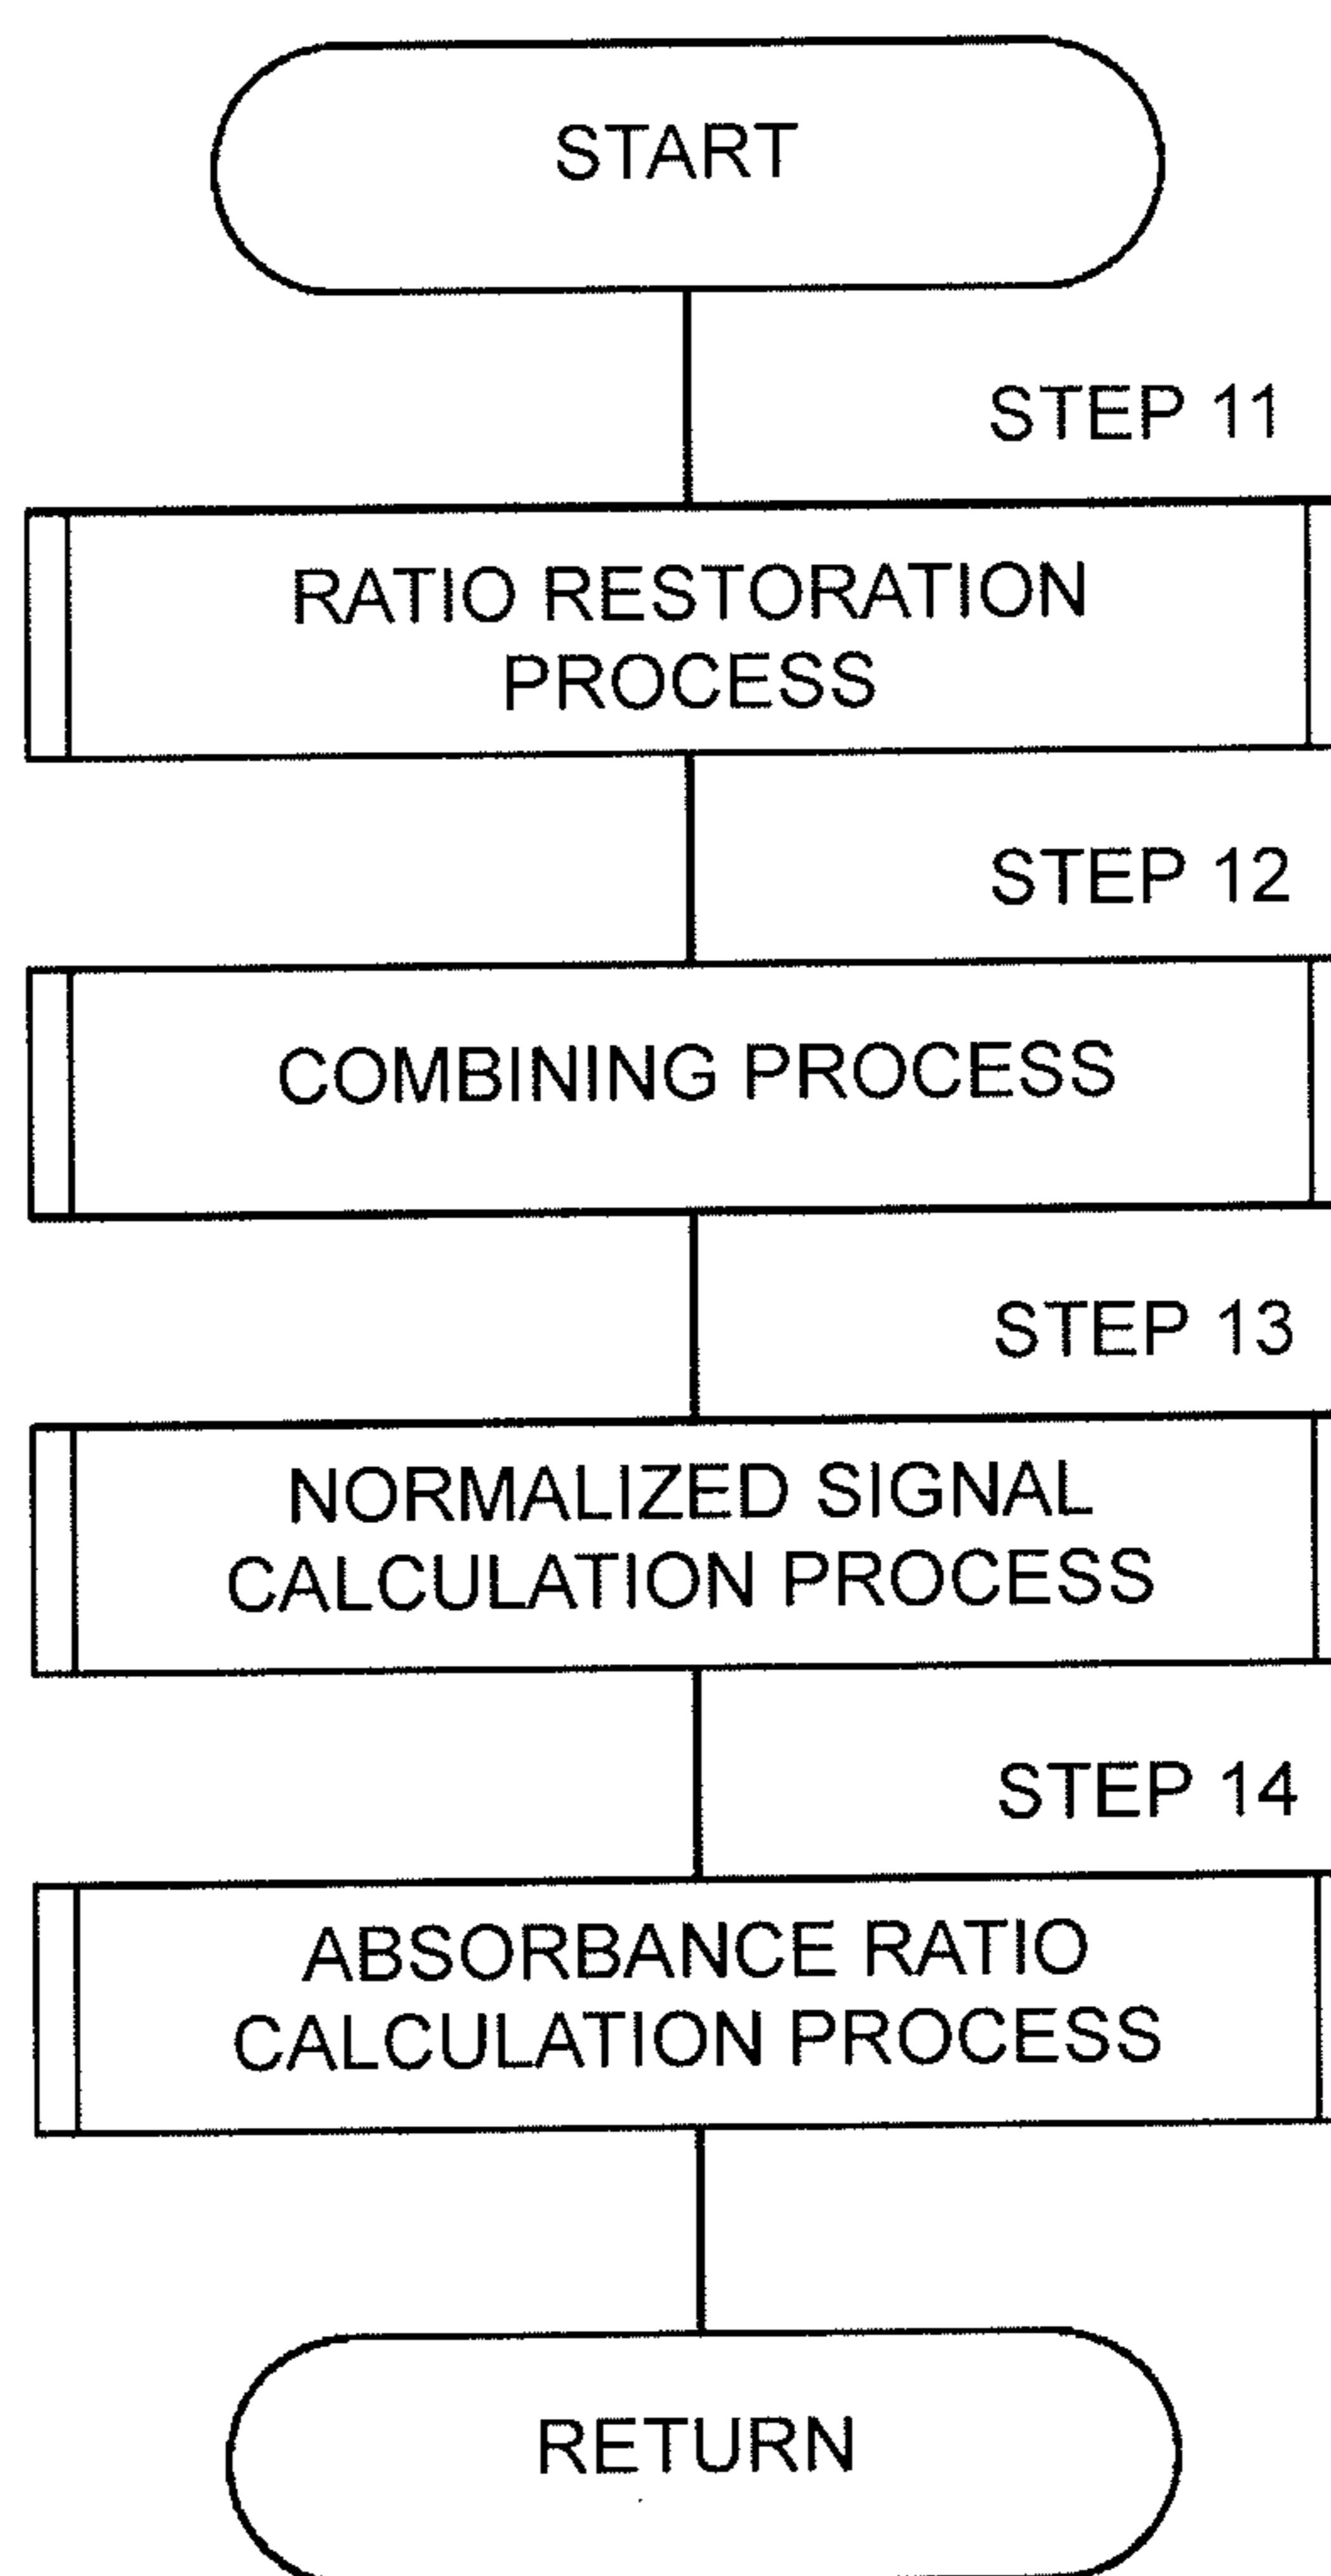 START
STEP 11
RATIO RESTORATION
PROCESS
STEP 12
COMBINING PROCESS
STEP 13
NORMALIZED SIGNAL
CALCULATION PROCESS
STEP 14
ABSORBANCE RATIO
CALCULATION PROCESS
RETURN